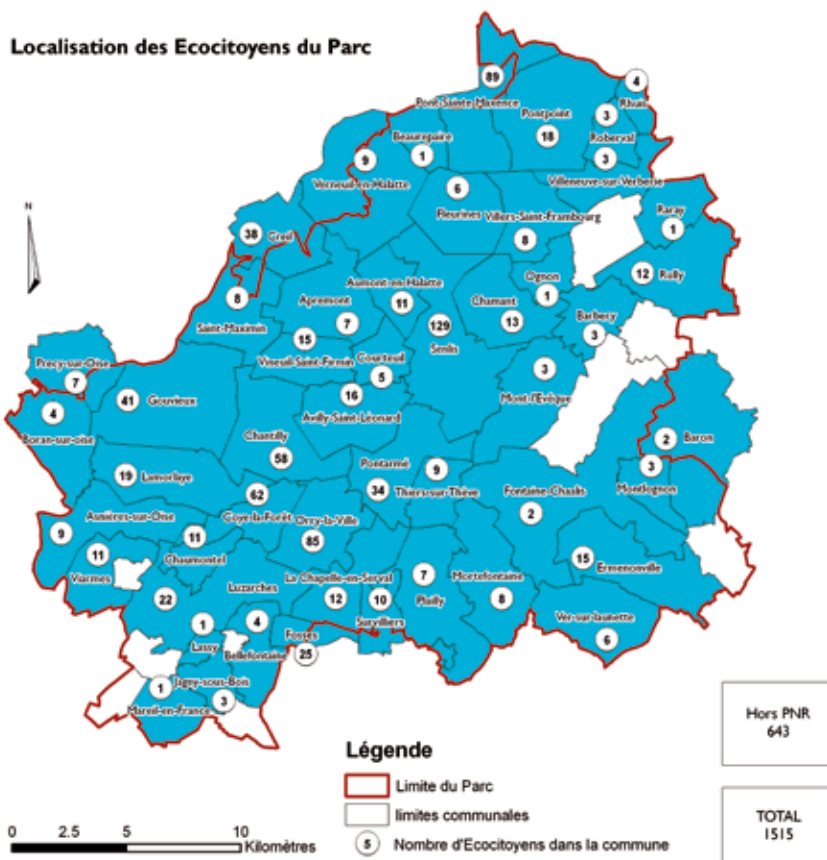 Localisation des Ecocitoyens du Parc
N
89
Pont-Sainte-Maxence
4
Rhuis
Pontpoint
18
3
Roberval
3
Villeneuve-sur-Verberie
Beaurepaire
1
9
Verneuil-en-Halatte
6
Fleurines
Villers-Saint-Frambourg
8
Raray
1
38
Creil
12
Rully
Ognon
1
Aumont-en-Halatte
11
Chamant
13
Barbery
3
8
Saint-Maximin
Apremont
7
129
Senlis
15
Vineuil-Saint-Firmin
Courteuil
5
3
Mont-l'Evêque
Precy-sur-Oise
7
16
Avilly-Saint-Léonard
41
Gouvieux
4
Boran-sur-oise
2
Baron
Chantilly
58
3
Montlognon
19
Lamorlaye
Pontarmé
34
9
Thiers-sur-Thève
Fontaine-Chaalis
2
62
Coye-la-Forêt
Orry-la-Ville
85
9
Asnières-sur-Oise
11
Chaumontel
11
Viarmes
15
Ermenonville
22
Luzarches
La Chapelle-en-Serval
12
10
Survilliers
7
Plailly
Mortefontaine
8
Ver-sur-launette
6
1
Lassy
4
Bellefontaine
Fosses
25
Jagny-sous-Bois
1
Mareil-en-France
3
Hors PNR
643
TOTAL
1515
Légende
Limite du Parc
limites communales
5 Nombre d'Ecocitoyens dans la commune
0 2.5 5 10
Kilomètres